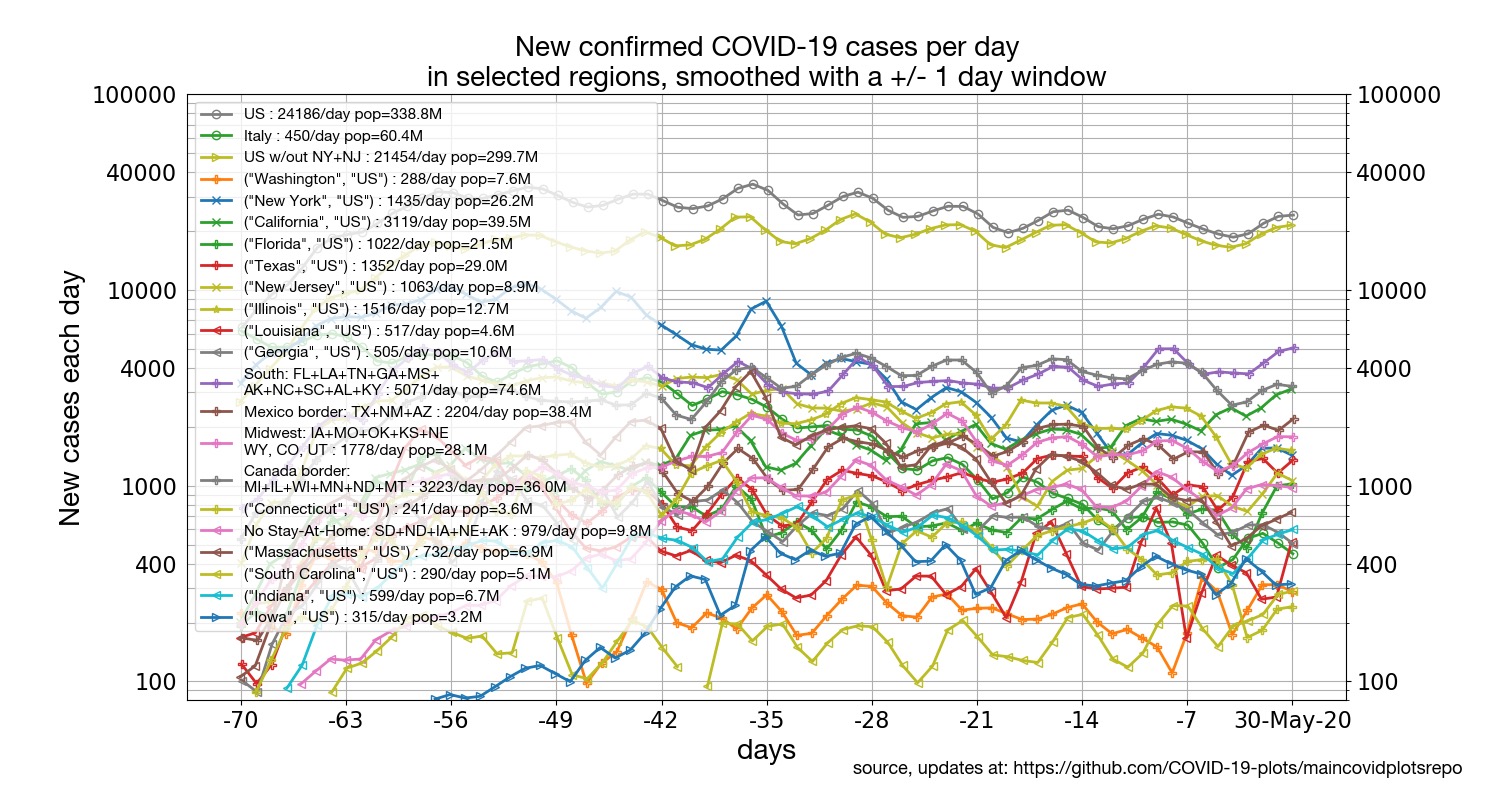 New confirmed COVID-19 cases per day
in selected regions, smoothed with a +/- 1 day window
100000
40000
10000
4000
1000
400
100
New cases each day
US : 24186/day pop=338.8M
Italy : 450/day pop=60.4M
US w/out NY+NJ : 21454/day pop=299.7M
("Washington", "US") : 288/day pop=7.6M
("New York", "US") : 1435/day pop=26.2M
("California", "US") : 3119/day pop=39.5M
("Florida", "US") : 1022/day pop=21.5M
("Texas", "US") : 1352/day pop=29.0M
("New Jersey", "US") : 1063/day pop=8.9M
("Illinois", "US") : 1516/day pop=12.7M
("Louisiana", "US") : 517/day pop=4.6M
("Georgia", "US") : 505/day pop=10.6M
South: FL+LA+TN+GA+MS+
AK+NC+SC+AL+KY : 5071/day pop=74.6M
Mexico border: TX+NM+AZ : 2204/day pop=38.4M
Midwest: IA+MO+OK+KS+NE
WY, CO, UT : 1778/day pop=28.1M
Canada border:
MI+IL+WI+MN+ND+MT : 3223/day pop=36.0M
("Connecticut", "US") : 241/day pop=3.6M
No Stay-At-Home: SD+ND+IA+NE+AK : 979/day pop=9.8M
("Massachusetts", "US") : 732/day pop=6.9M
("South Carolina", "US") : 290/day pop=5.1M
("Indiana", "US") : 599/day pop=6.7M
("Iowa", "US") : 315/day pop=3.2M
100000
40000
10000
4000
1000
400
100
-70 -63 -56 -49 -42 -35 -28 -21 -14 -7 30-May-20
days
source, updates at: https://github.com/COVID-19-plots/maincovidplotsrepo